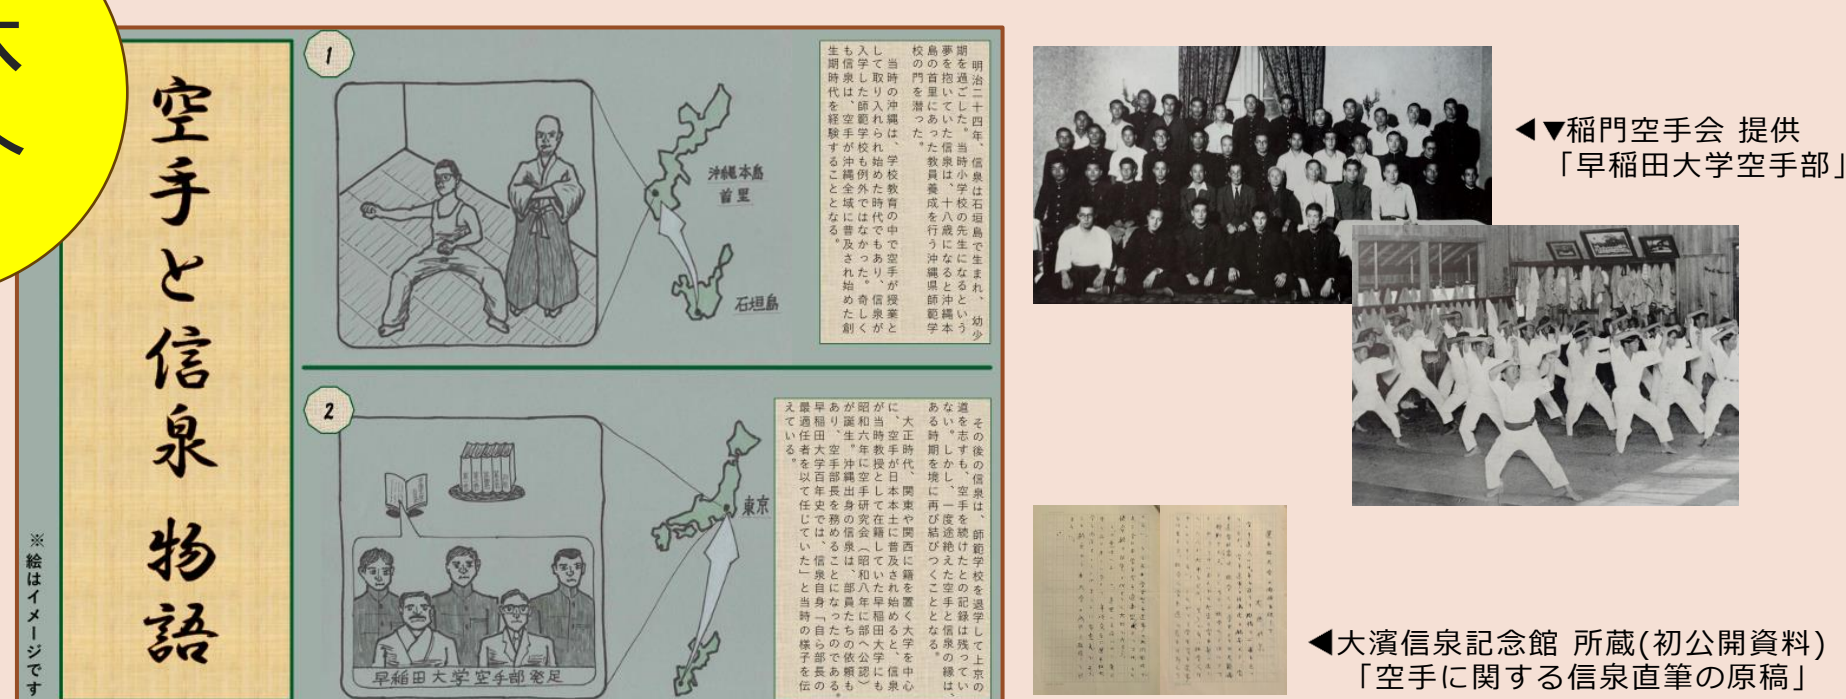 空手と信泉 物語
※絵はイメージです
1
沖縄本島
首里
石垣島
明治二十四年、信泉は石垣島で生まれ、幼少
期を過ごした。当時小学校の先生になるという
夢を抱いていた信泉は、十八歳になると沖縄本
島の首里にあった教員養成を行う沖縄県師範学
校の門を潜った。
当時の沖縄は、学校教育の中で空手が授業と
して取り入れられ始めた時代でもあり、信泉が
入学した師範学校も例外ではなかった。奇しく
も信泉は、空手が沖縄全域に普及され始めた創
生期時代を経験することとなる。
2
東京
早稲田大学空手部発足
その後の信泉は、師範学校を退学して上京の
道を志すも、空手を続けたとの記録は残ってい
ない。しかし、一度途絶えた空手と信泉の縁は、
ある時期を境に再び結びつくこととなる。
大正時代、関東や関西に籍を置く大学を中心
に、空手が日本本土に普及され始めると、信泉
が当時教授として在籍していた早稲田大学にも
昭和六年に空手研究会(昭和八年に部へ公認)
が誕生。沖縄出身の信泉は、部員たちの依頼も
あり、空手部長を務めることになったのである。
早稲田大学百年史では、信泉自身「自ら部長の
最適任者を以て任じていた」と当時の様子を伝
えている。
◀▼稲門空手会 提供
「早稲田大学空手部」
◀大濱信泉記念館 所蔵(初公開資料)
「空手に関する信泉直筆の原稿」